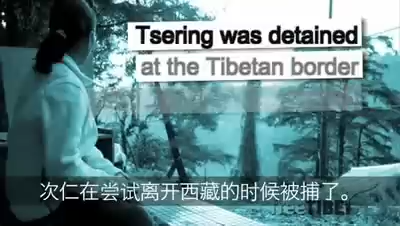 Tsering was detained
at the Tibetan border
次仁在尝试离开西藏的时候被捕了。